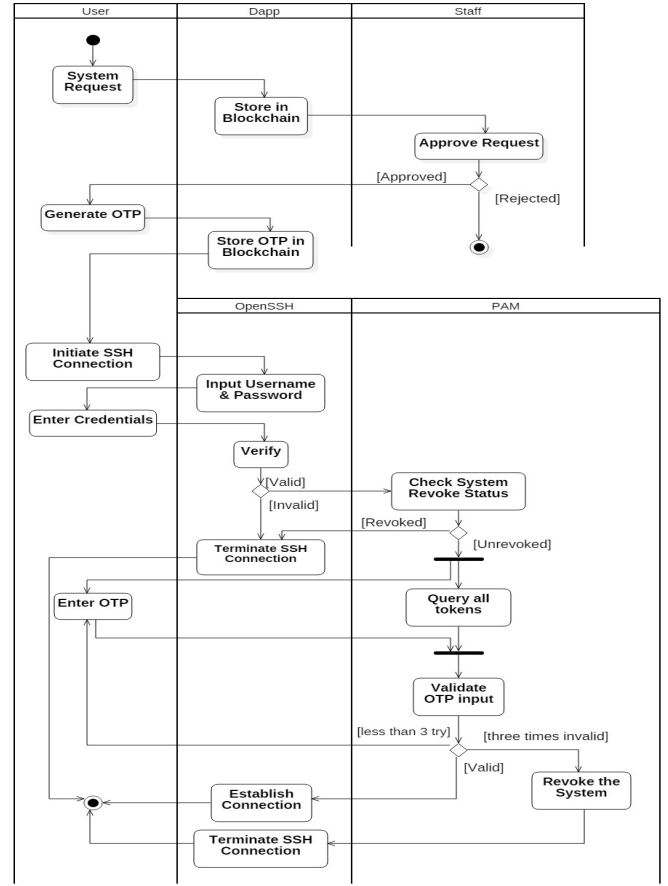 User
Dapp
Staff
System
Request
Store in
Blockchain
Approve Request
[Approved]
[Rejected]
Generate OTP
Store OTP in
Blockchain
OpenSSH
PAM
Initiate SSH
Connection
Input Username
& Password
Enter Credentials
Verify
[Valid]
[Invalid]
Check System
Revoke Status
[Revoked]
[Unrevoked]
Terminate SSH
Connection
Enter OTP
Query all
tokens
Validate
OTP input
[less than 3 try]
[three times invalid]
[Valid]
Revoke the
System
Establish
Connection
Terminate SSH
Connection